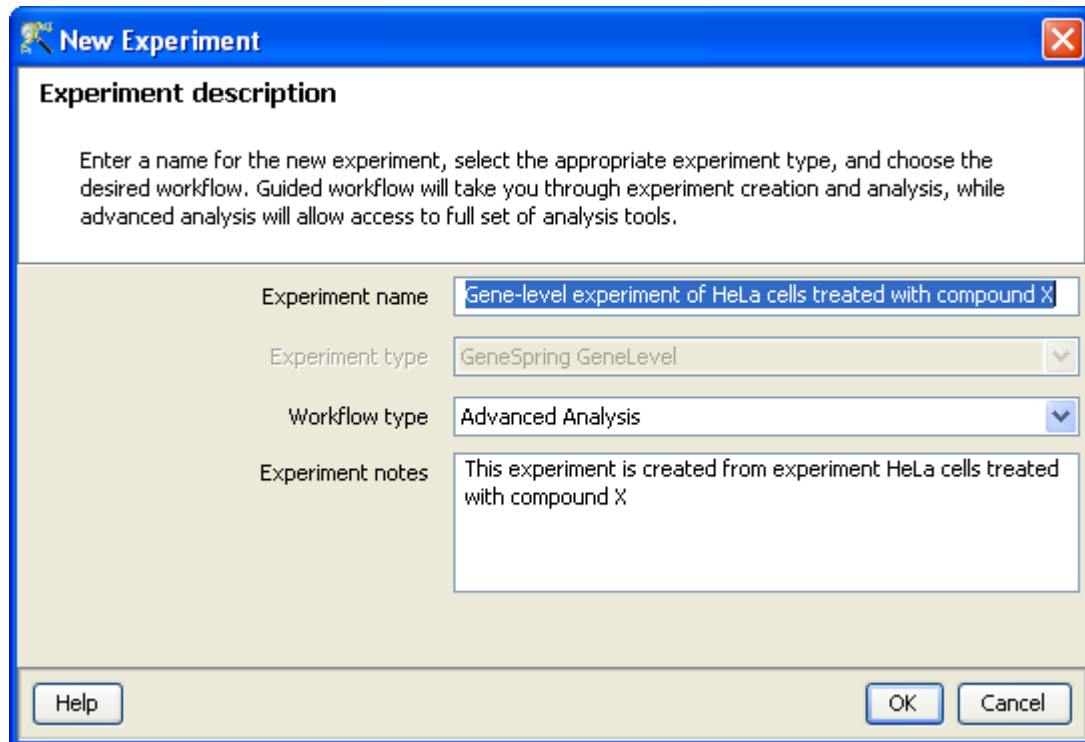 New Experiment
Experiment description
Enter a name for the new experiment, select the appropriate experiment type, and choose the
desired workflow. Guided workflow will take you through experiment creation and analysis, while
advanced analysis will allow access to full set of analysis tools.
Experiment name
Gene-level experiment of HeLa cells treated with compound X
Experiment type
GeneSpring GeneLevel
Workflow type
Advanced Analysis
Experiment notes
This experiment is created from experiment HeLa cells treated
with compound X
Help
OK
Cancel